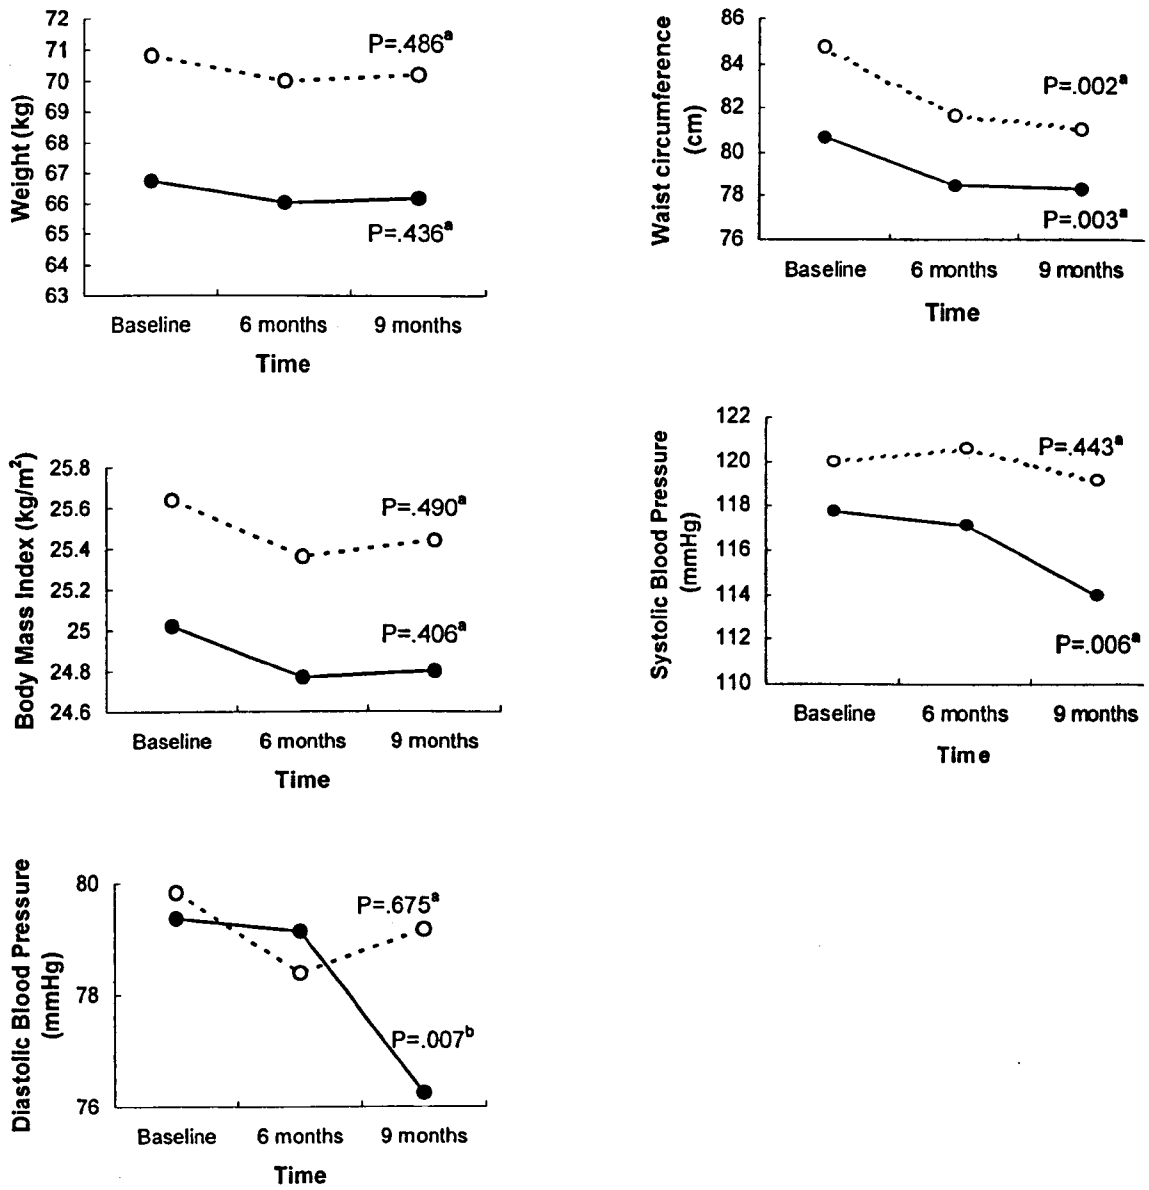 Weight (kg)
72
71
70
69
68
67
66
65
64
63
P=.486ª
P=.436ª
Baseline 6 months 9 months
Time
Waist circumference
(cm)
86
84
82
80
78
76
P=.002ª
P=.003ª
Baseline 6 months 9 months
Time
Body Mass Index (kg/m²)
25.8
25.6
25.4
25.2
25
24.8
24.6
P=.490ª
P=.406ª
Baseline 6 months 9 months
Time
Systolic Blood Pressure
(mmHg)
122
120
118
116
114
112
110
P=.443ª
P=.006ª
Baseline 6 months 9 months
Time
Diastolic Blood Pressure
(mmHg)
80
78
76
P=.675ª
P=.007ᵇ
Baseline 6 months 9 months
Time